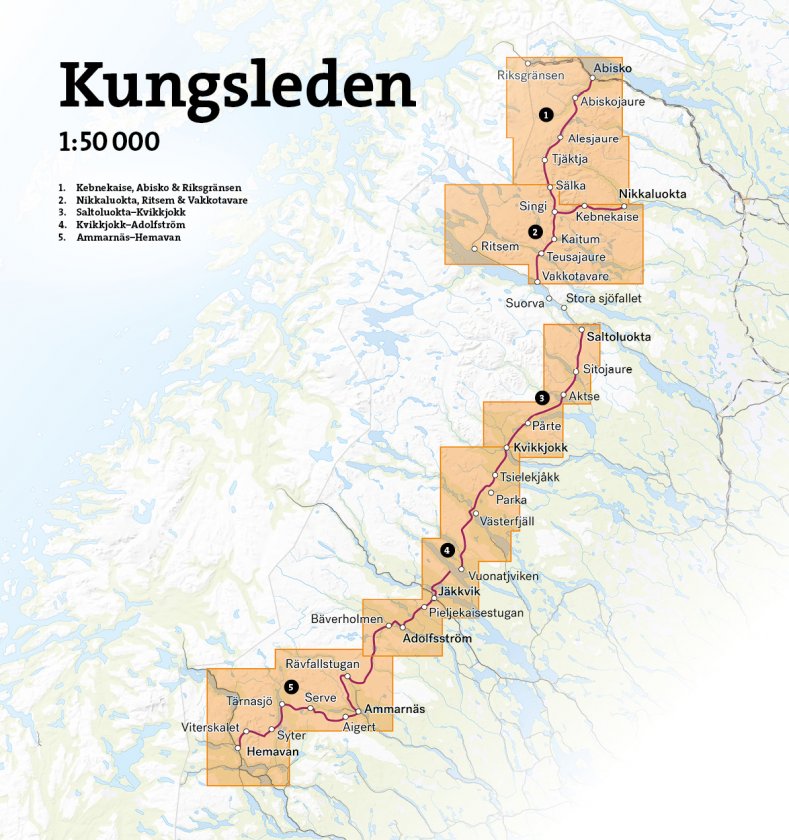 Kungsleden
1:50 000
1. Kebnekaise, Abisko & Riksgränsen
2. Nikkaluokta, Ritsem & Vakkotavare
3. Saltoluokta–Kvikkjokk
4. Kvikkjokk–Adolfström
5. Ammarnäs–Hemavan
Abisko
Riksgränsen
Abiskojaure
1
Alesjaure
Tjäktja
Sälka
Nikkaluokta
Singi
Kebnekaise
2
Kaitum
Ritsem
Teusajaure
Vakkotavare
Suorva
Stora sjöfallet
Saltoluokta
Sitojaure
3
Aktse
Pårte
Kvikkjokk
Tsielekjåkk
Parka
Västerfjäll
4
Vuonatjviken
Jäkkvik
Pieljekaisestugan
Bäverholmen
Adolfsström
Rävfallstugan
5
Tärnasjö
Serve
Ammarnäs
Viterskalet
Aigert
Syter
Hemavan